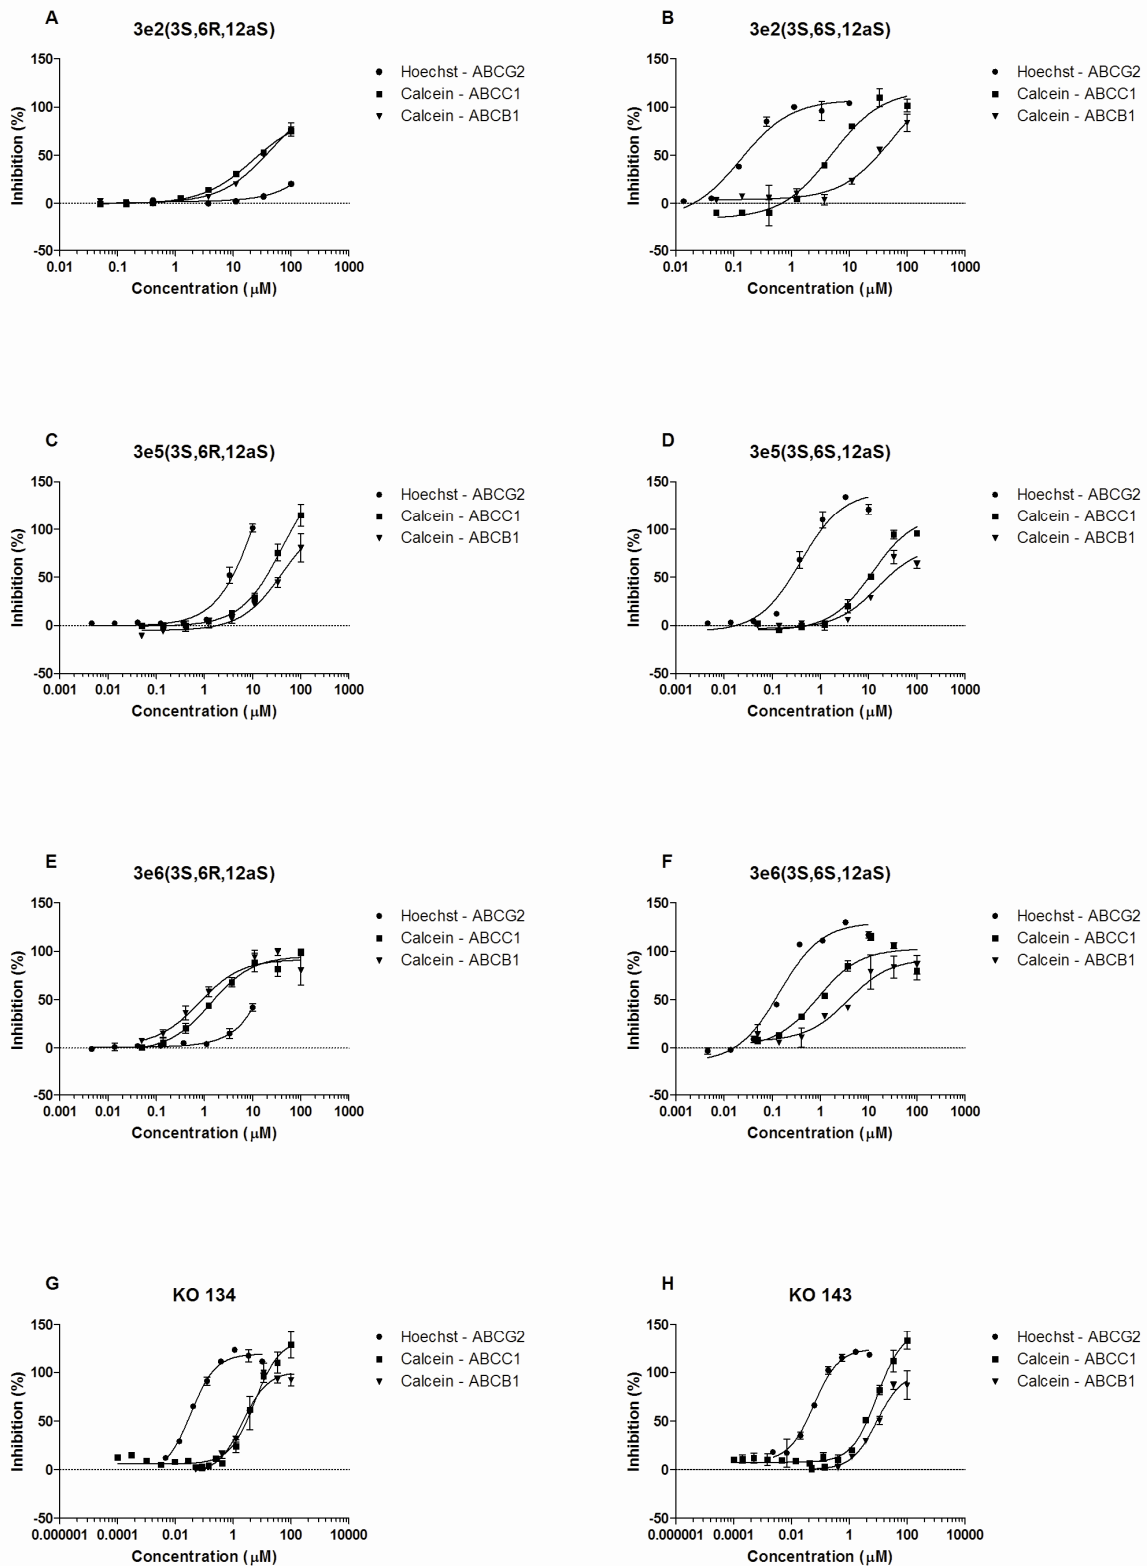 A
3e2(3S,6R,12aS)
150
100
50
0
-50
Inhibition (%)
0.01 0.1 1 10 100 1000
Concentration (μM)
Hoechst - ABCG2
Calcein - ABCC1
Calcein - ABCB1
B
3e2(3S,6S,12aS)
150
100
50
0
-50
Inhibition (%)
0.01 0.1 1 10 100 1000
Concentration (μM)
Hoechst - ABCG2
Calcein - ABCC1
Calcein - ABCB1
C
3e5(3S,6R,12aS)
150
100
50
0
-50
Inhibition (%)
0.001 0.01 0.1 1 10 100 1000
Concentration (μM)
Hoechst - ABCG2
Calcein - ABCC1
Calcein - ABCB1
D
3e5(3S,6S,12aS)
150
100
50
0
-50
Inhibition (%)
0.001 0.01 0.1 1 10 100 1000
Concentration (μM)
Hoechst - ABCG2
Calcein - ABCC1
Calcein - ABCB1
E
3e6(3S,6R,12aS)
150
100
50
0
-50
Inhibition (%)
0.001 0.01 0.1 1 10 100 1000
Concentration (μM)
Hoechst - ABCG2
Calcein - ABCC1
Calcein - ABCB1
F
3e6(3S,6S,12aS)
150
100
50
0
-50
Inhibition (%)
0.001 0.01 0.1 1 10 100 1000
Concentration (μM)
Hoechst - ABCG2
Calcein - ABCC1
Calcein - ABCB1
G
KO 134
150
100
50
0
-50
Inhibition (%)
0.000001 0.0001 0.01 1 100 10000
Concentration (μM)
Hoechst - ABCG2
Calcein - ABCC1
Calcein - ABCB1
H
KO 143
150
100
50
0
-50
Inhibition (%)
0.000001 0.0001 0.01 1 100 10000
Concentration (μM)
Hoechst - ABCG2
Calcein - ABCC1
Calcein - ABCB1